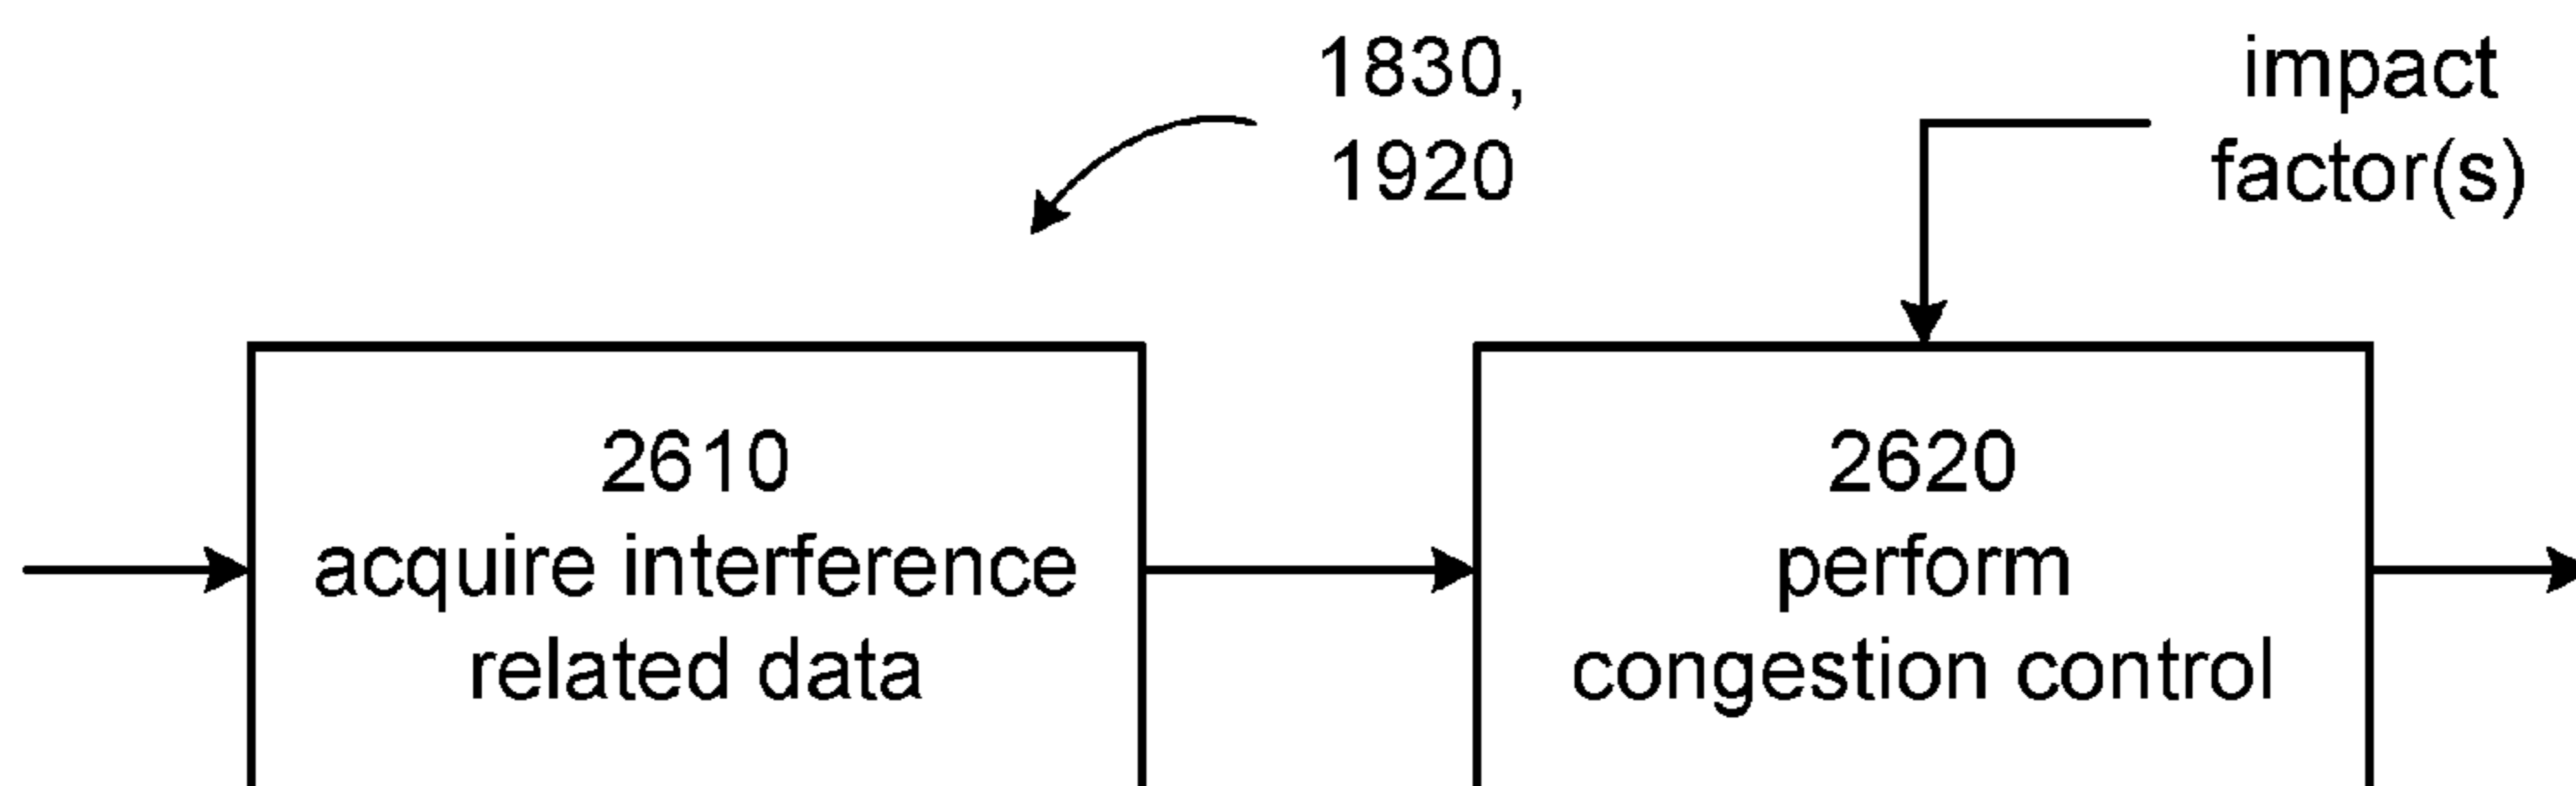 1830,
1920
impact
factor(s)
2610
acquire interference
related data
2620
perform
congestion control